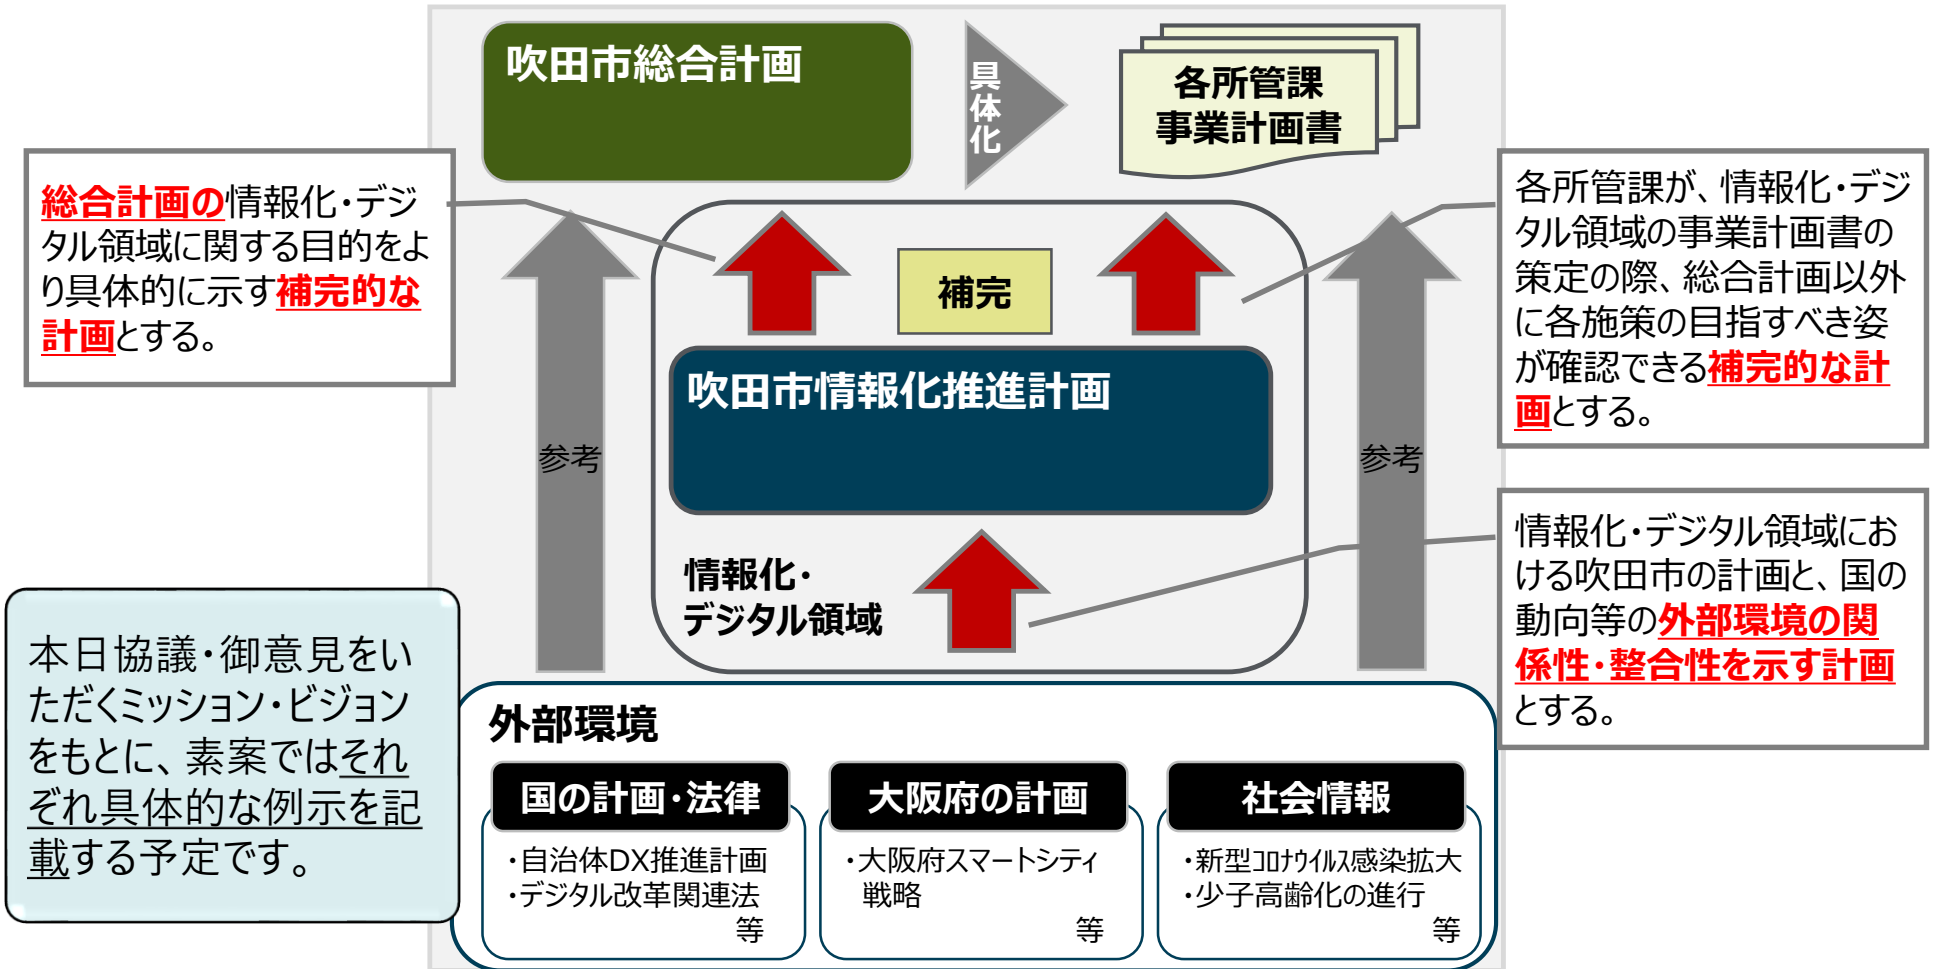 吹田市総合計画
具体化
各所管課
事業計画書
総合計画の情報化・デジ
タル領域に関する目的をよ
り具体的に示す補完的な
計画とする。
各所管課が、情報化・デジ
タル領域の事業計画書の
策定の際、総合計画以外
に各施策の目指すべき姿
が確認できる補完的な計
画とする。
補完
吹田市情報化推進計画
参考
参考
情報化・
デジタル領域
情報化・デジタル領域にお
ける吹田市の計画と、国の
動向等の外部環境の関
係性・整合性を示す計画
とする。
本日協議・御意見をい
ただくミッション・ビジョン
をもとに、素案ではそれ
ぞれ具体的な例示を記
載する予定です。
外部環境
国の計画・法律
・自治体DX推進計画
・デジタル改革関連法
等
大阪府の計画
・大阪府スマートシティ
戦略
等
社会情報
・新型コロナウイルス感染拡大
・少子高齢化の進行
等